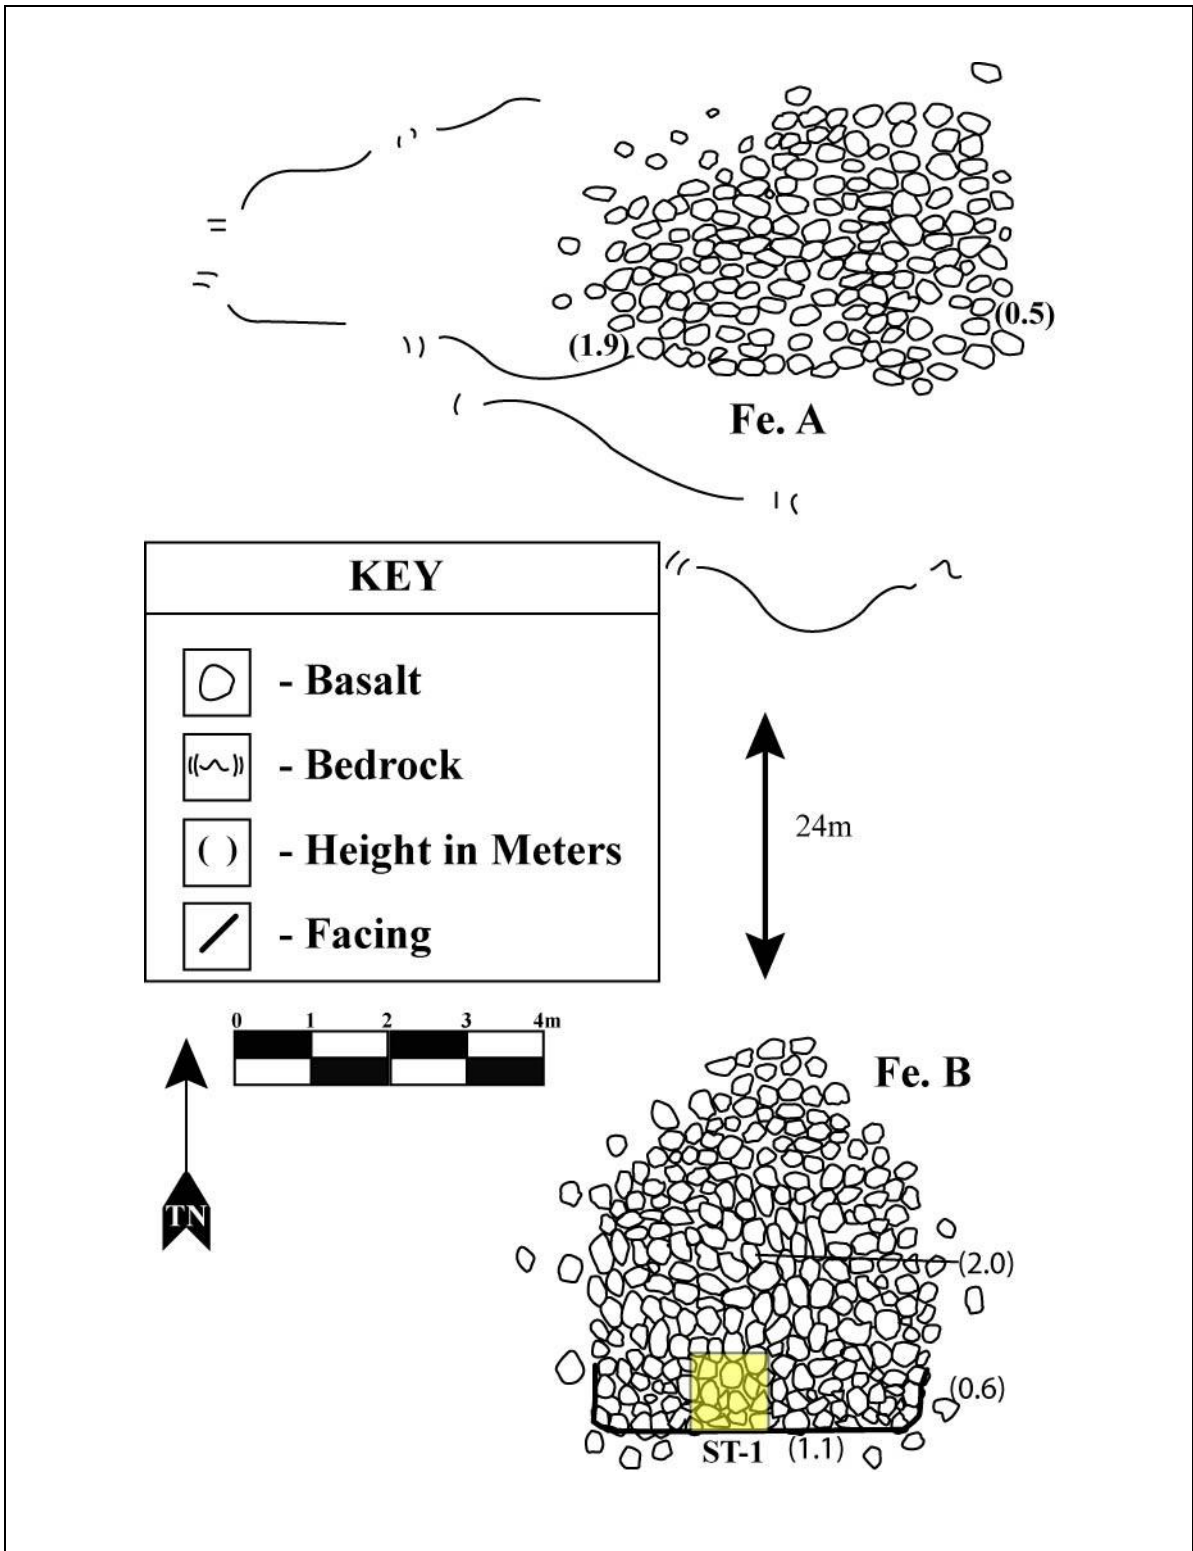 (0.5)
(1.9)
Fe. A
KEY
- Basalt
- Bedrock
( ) - Height in Meters
- Facing
24m
0 1 2 3 4m
TN
Fe. B
(2.0)
(0.6)
ST-1 (1.1)